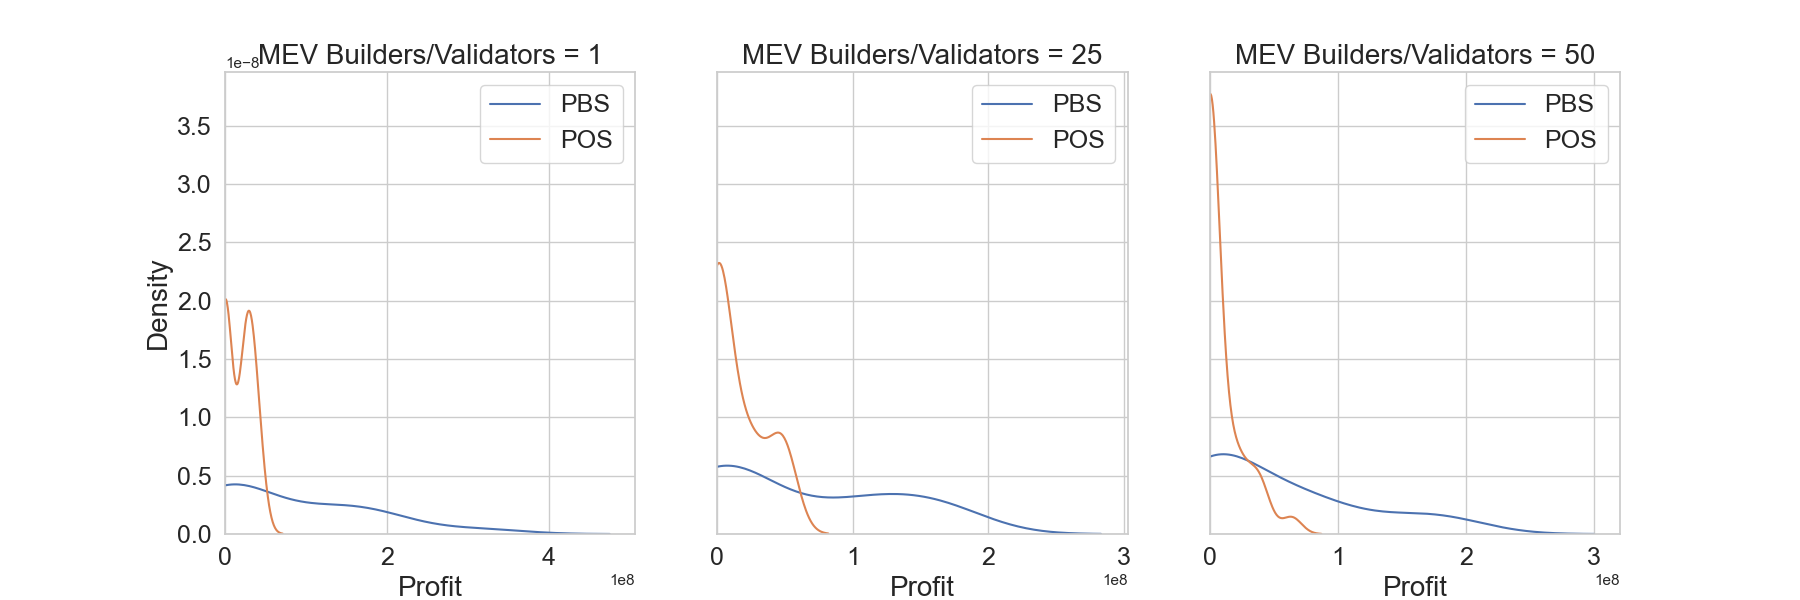 MEV Builders/Validators = 1
1e−8
PBS
POS
3.5
3.0
2.5
2.0
1.5
1.0
0.5
0.0
Density
0 2 4
1e8
Profit
MEV Builders/Validators = 25
PBS
POS
0 1 2 3
1e8
Profit
MEV Builders/Validators = 50
PBS
POS
0 1 2 3
1e8
Profit